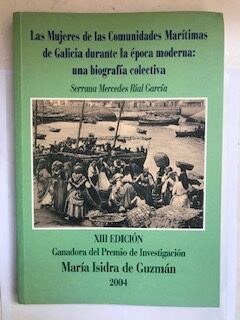 Las Mujeres de las Comunidades Marítimas
de Galicia durante la época moderna:
una biografía colectiva
Serrana Mercedes Rial García
XIII EDICIÓN
Ganadora del Premio de Investigación
María Isidra de Guzmán
2004